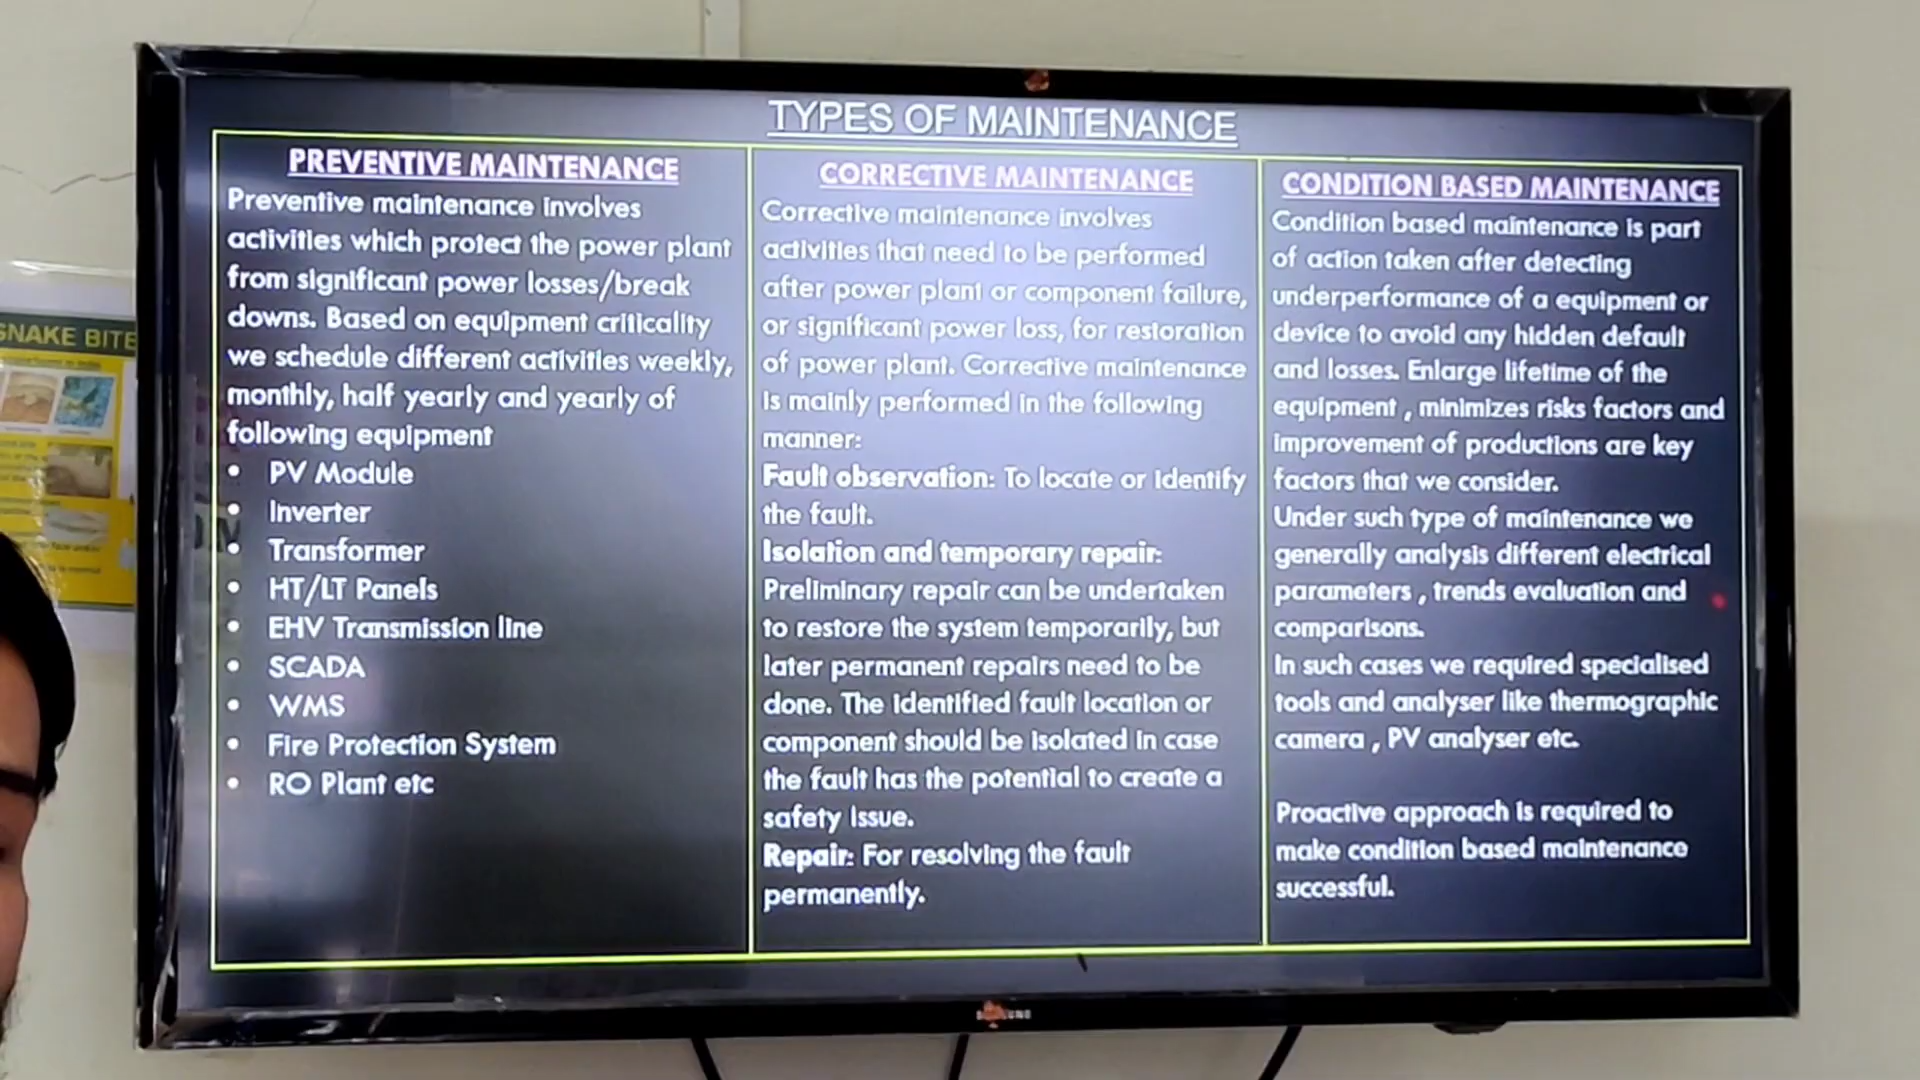 TYPES OF MAINTENANCE
PREVENTIVE MAINTENANCE
Preventive maintenance involves
activities which protect the power plant
from significant power losses/break
downs. Based on equipment criticality
we schedule different activities weekly,
monthly, half yearly and yearly of
following equipment
• PV Module
• Inverter
• Transformer
• HT/LT Panels
• EHV Transmission line
• SCADA
• WMS
• Fire Protection System
• RO Plant etc
CORRECTIVE MAINTENANCE
Corrective maintenance involves
activities that need to be performed
after power plant or component failure,
or significant power loss, for restoration
of power plant. Corrective maintenance
is mainly performed in the following
manner:
Fault observation: To locate or identify
the fault.
Isolation and temporary repair:
Preliminary repair can be undertaken
to restore the system temporarily, but
later permanent repairs need to be
done. The identified fault location or
component should be isolated in case
the fault has the potential to create a
safety issue.
Repair: For resolving the fault
permanently.
CONDITION BASED MAINTENANCE
Condition based maintenance is part
of action taken after detecting
underperformance of a equipment or
device to avoid any hidden default
and losses. Enlarge lifetime of the
equipment , minimizes risks factors and
improvement of productions are key
factors that we consider.
Under such type of maintenance we
generally analysis different electrical
parameters , trends evaluation and
comparisons.
In such cases we required specialised
tools and analyser like thermographic
camera , PV analyser etc.
Proactive approach is required to
make condition based maintenance
successful.
SNAKE BITE